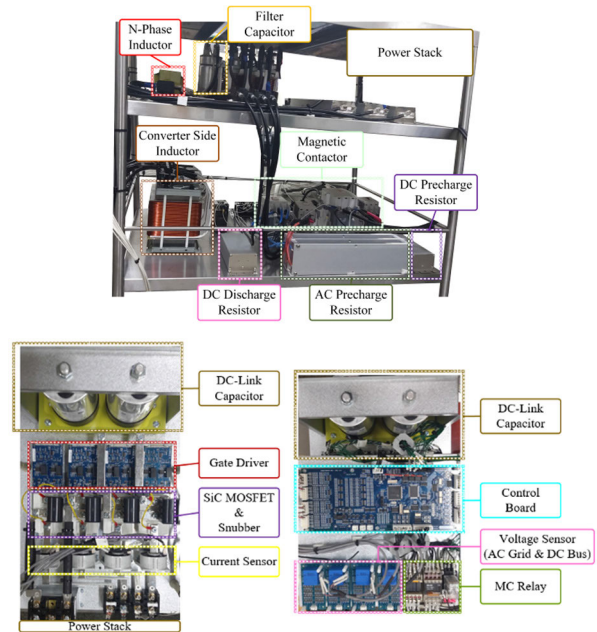 N-Phase
Inductor
Filter
Capacitor
Power Stack
Converter Side
Inductor
Magnetic
Contactor
DC Precharge
Resistor
DC Discharge
Resistor
AC Precharge
Resistor
DC-Link
Capacitor
Gate Driver
SiC MOSFET
&
Snubber
Current Sensor
Power Stack
DC-Link
Capacitor
Control
Board
Voltage Sensor
(AC Grid & DC Bus)
MC Relay